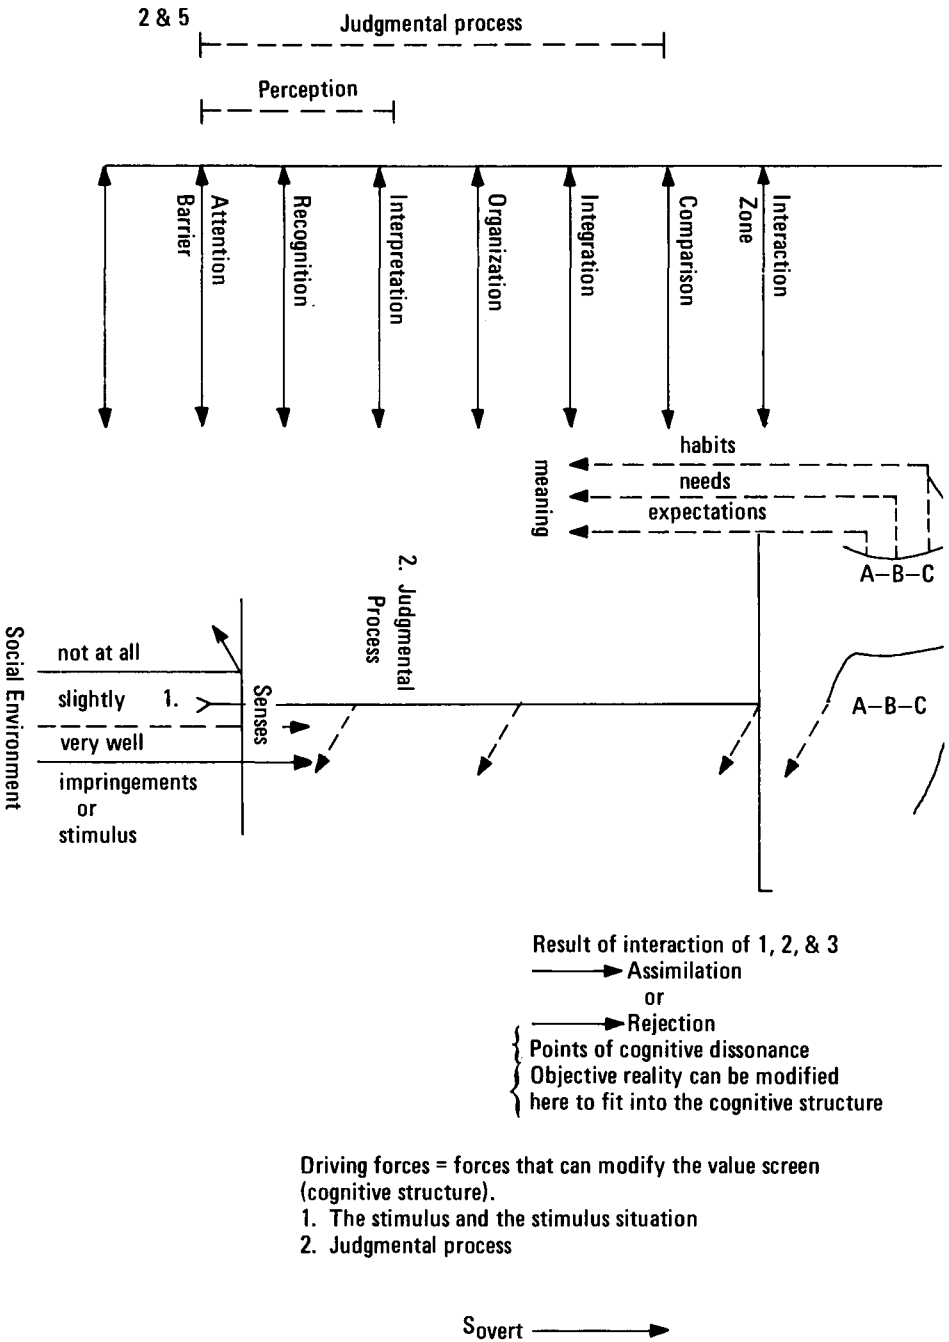 2 & 5
Judgmental process
Perception
Attention
Barrier
Recognition
Interpretation
Organization
Integration
Comparison
Interaction
Zone
habits
needs
expectations
meaning
A–B–C
2. Judgmental
Process
Social Environment
not at all
slightly 1.
very well
impringements
or
stimulus
Senses
A–B–C
Result of interaction of 1, 2, & 3
Assimilation
or
Rejection
Points of cognitive dissonance
Objective reality can be modified
here to fit into the cognitive structure
Driving forces = forces that can modify the value screen
(cognitive structure).
1. The stimulus and the stimulus situation
2. Judgmental process
Sovert